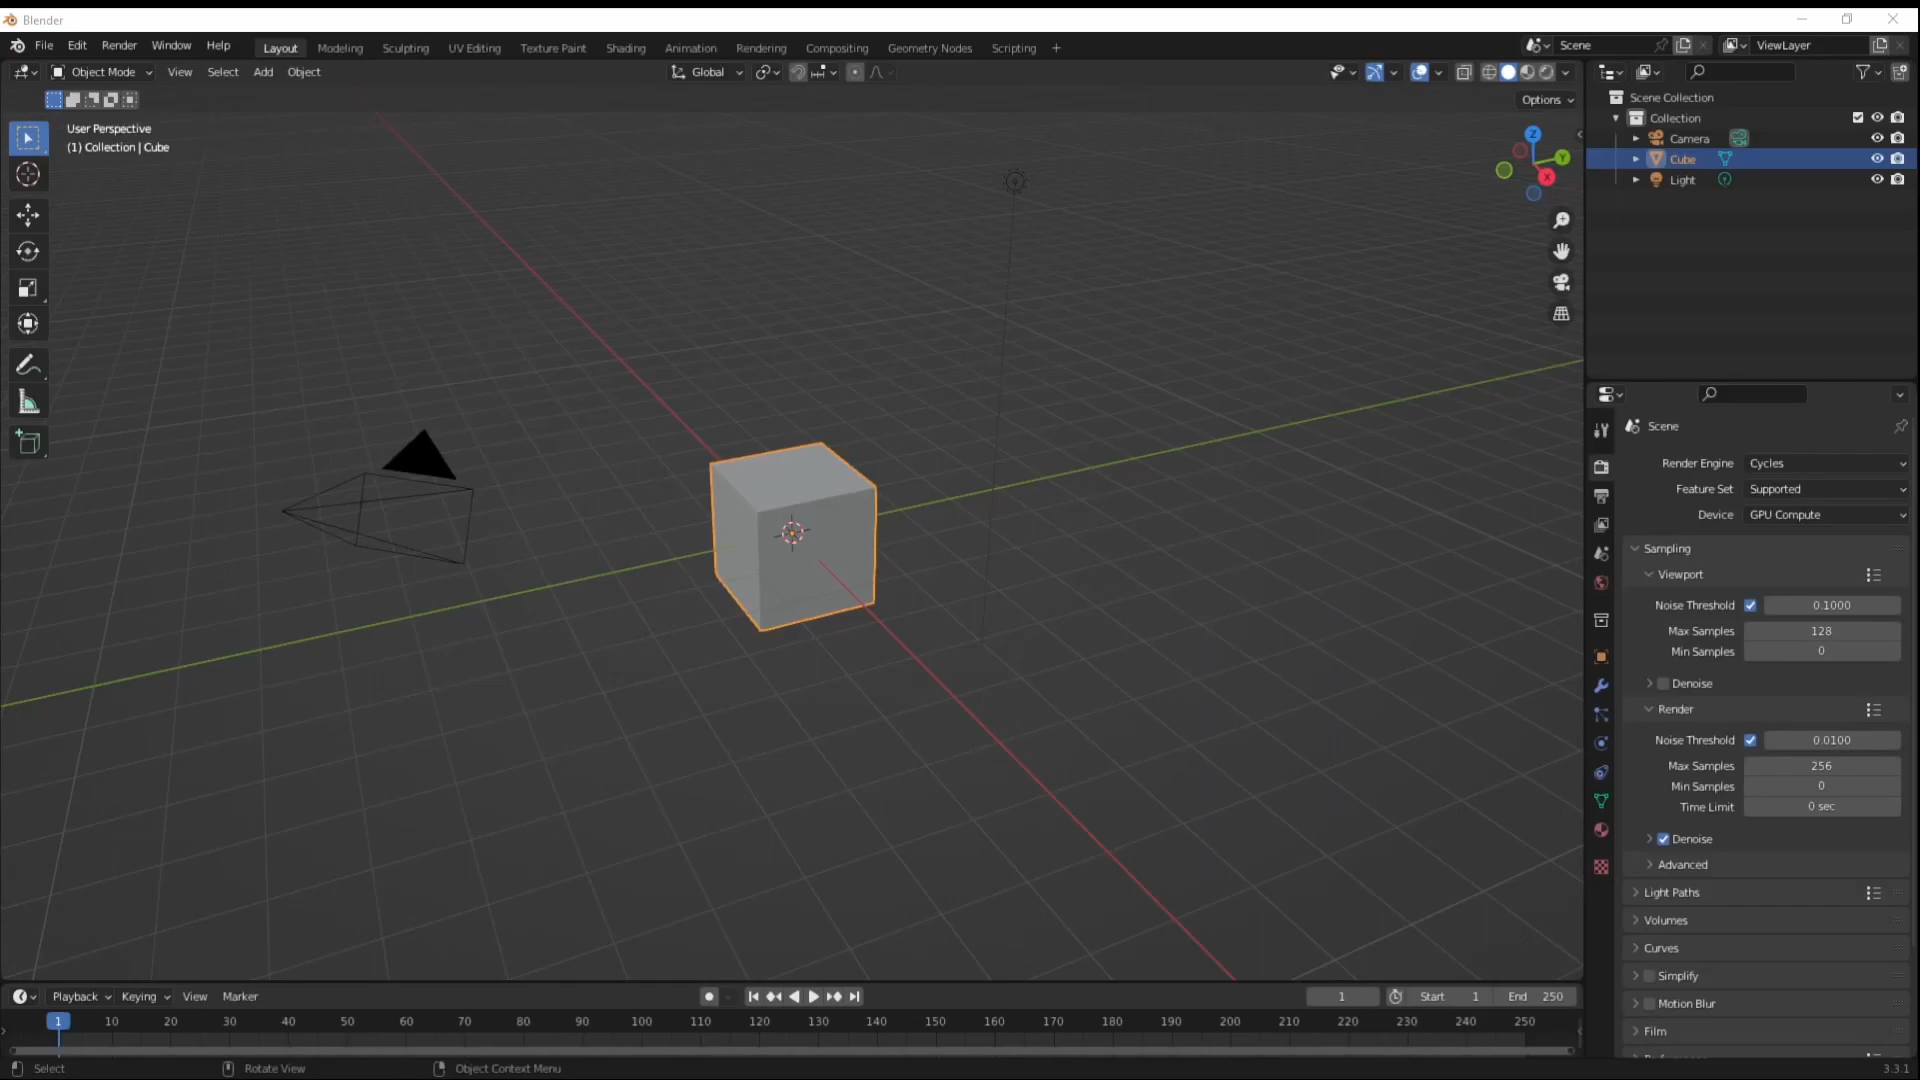 Blender
File Edit Render Window Help Layout Modeling Sculpting UV Editing Texture Paint Shading Animation Rendering Compositing Geometry Nodes Scripting + Scene ViewLayer
Object Mode View Select Add Object Global
Options
User Perspective
(1) Collection | Cube
Z
Y
X
Scene Collection
Collection
Camera
Cube
Light
Scene
Render Engine Cycles
Feature Set Supported
Device GPU Compute
Sampling
Viewport
Noise Threshold 0.1000
Max Samples 128
Min Samples 0
Denoise
Render
Noise Threshold 0.0100
Max Samples 256
Min Samples 0
Time Limit 0 sec
Denoise
Advanced
Light Paths
Volumes
Curves
Simplify
Motion Blur
Film
Playback Keying View Marker 1 Start 1 End 250
1 10 20 30 40 50 60 70 80 90 100 110 120 130 140 150 160 170 180 190 200 210 220 230 240 250
Select Rotate View Object Context Menu 3.3.1